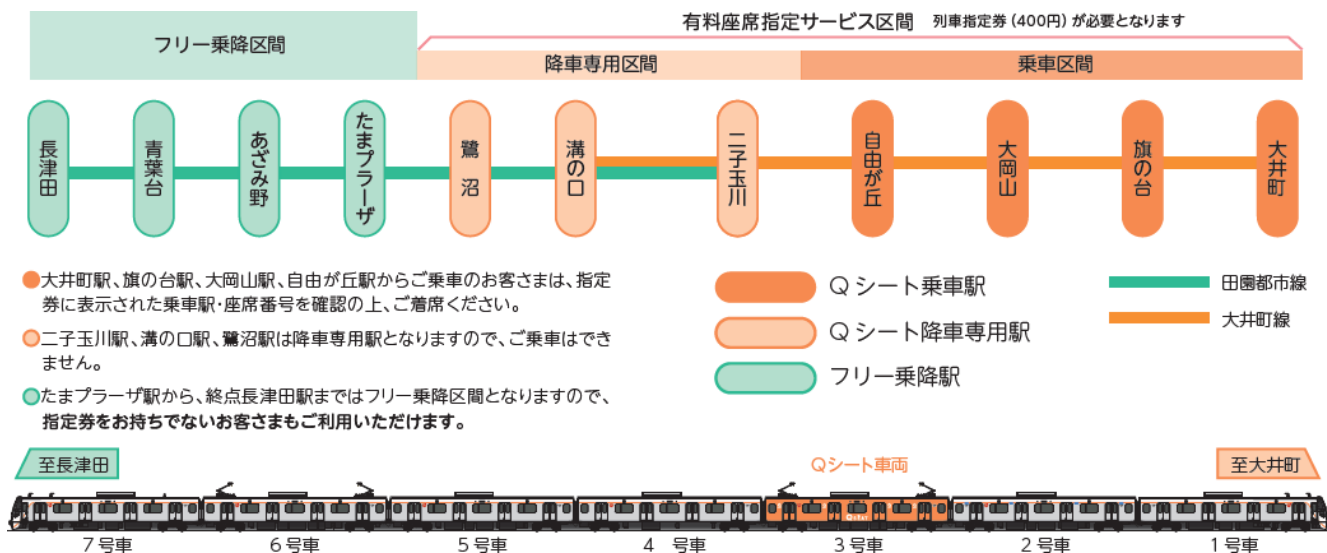 フリー乗降区間
有料座席指定サービス区間 列車指定券(400円)が必要となります
降車専用区間
乗車区間
長津田
青葉台
あざみ野
たまプラーザ
鷺沼
溝の口
二子玉川
自由が丘
大岡山
旗の台
大井町
大井町駅、旗の台駅、大岡山駅、自由が丘駅からご乗車のお客さまは、指定
券に表示された乗車駅・座席番号を確認の上、ご着席ください。
二子玉川駅、溝の口駅、鷺沼駅は降車専用駅となりますので、ご乗車はでき
ません。
たまプラーザ駅から、終点長津田駅まではフリー乗降区間となりますので、
指定券をお持ちでないお客さまもご利用いただけます。
Qシート乗車駅
Qシート降車専用駅
フリー乗降駅
田園都市線
大井町線
至長津田
Qシート車両
至大井町
Q SEAT
7号車
6号車
5号車
4 号車
3号車
2号車
1号車